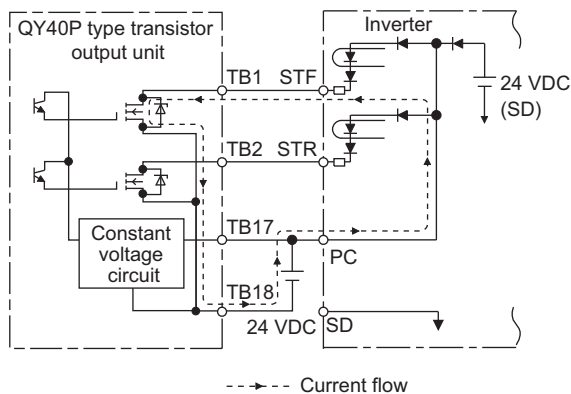 QY40P type transistor
output unit
Inverter
TB1 STF
24 VDC
(SD)
TB2 STR
TB17
Constant
voltage
circuit
PC
TB18
24 VDC SD
Current flow